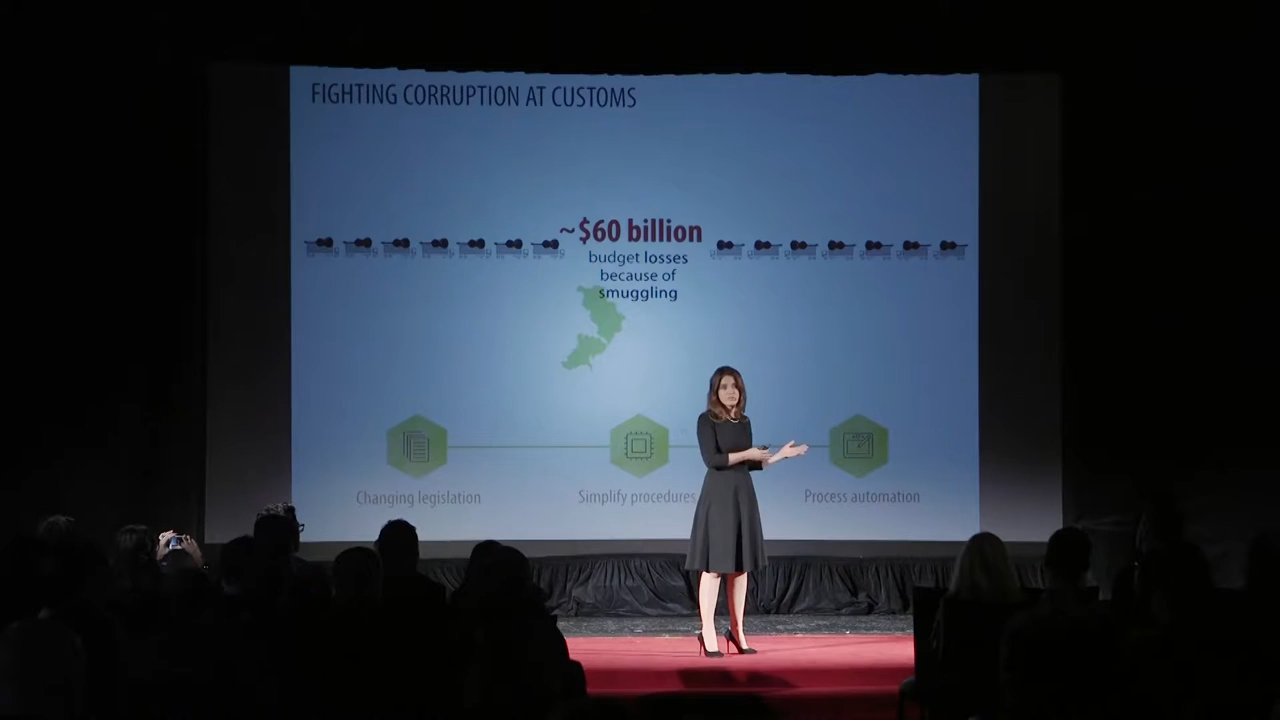 FIGHTING CORRUPTION AT CUSTOMS
~$60 billion
budget losses
because of
smuggling
Changing legislation
Simplify procedures
Process automation